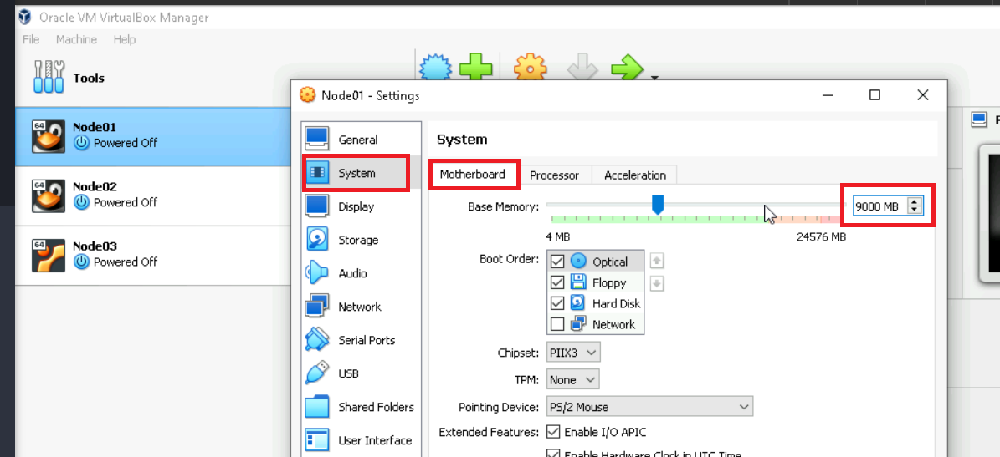 Oracle VM VirtualBox Manager
File Machine Help
Tools
Node01 - Settings
64 Node01
Powered Off
64 Node02
Powered Off
64 Node03
Powered Off
General
System
Display
Storage
Audio
Network
Serial Ports
USB
Shared Folders
User Interface
System
Motherboard Processor Acceleration
Base Memory: 9000 MB
4 MB 24576 MB
Boot Order: Optical
Floppy
Hard Disk
Network
Chipset: PIIX3
TPM: None
Pointing Device: PS/2 Mouse
Extended Features: Enable I/O APIC
Enable Hardware Clock in UTC Time